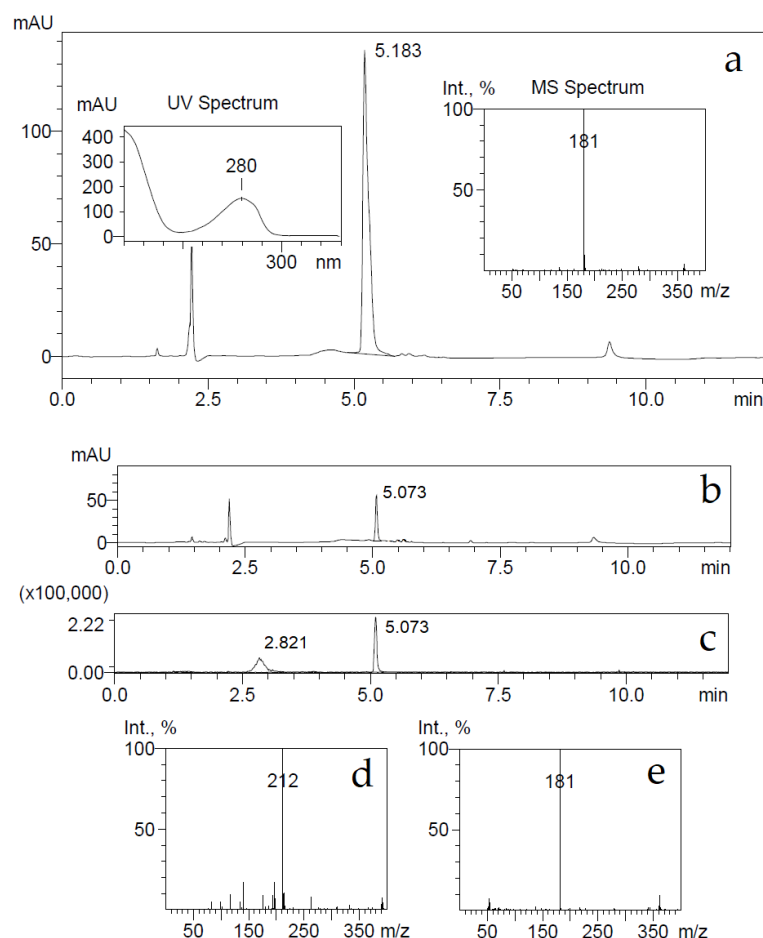 mAU
5.183
a
100
50
0
0.0 2.5 5.0 7.5 10.0 min
UV Spectrum
mAU
400
300
200
100
0
280
300 nm
MS Spectrum
Int., %
100
50
181
50 150 250 350 m/z
mAU
b
50
0
5.073
0.0 2.5 5.0 7.5 10.0 min
(x100,000)
c
2.22
0.00
2.821
5.073
0.0 2.5 5.0 7.5 10.0 min
Int., %
100
50
d
212
50 150 250 350 m/z
Int., %
100
50
e
181
50 150 250 350 m/z